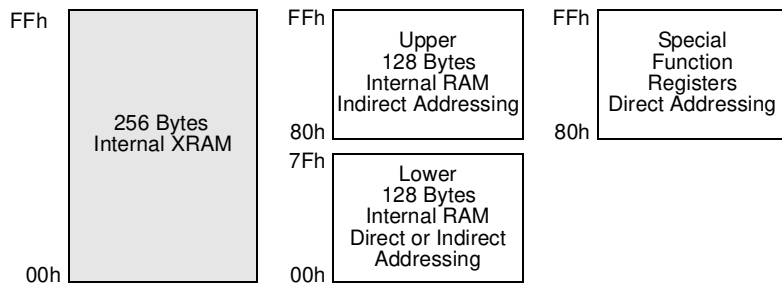 FFh
256 Bytes
Internal XRAM
00h
FFh
Upper
128 Bytes
Internal RAM
Indirect Addressing
80h
7Fh
Lower
128 Bytes
Internal RAM
Direct or Indirect
Addressing
00h
FFh
Special
Function
Registers
Direct Addressing
80h